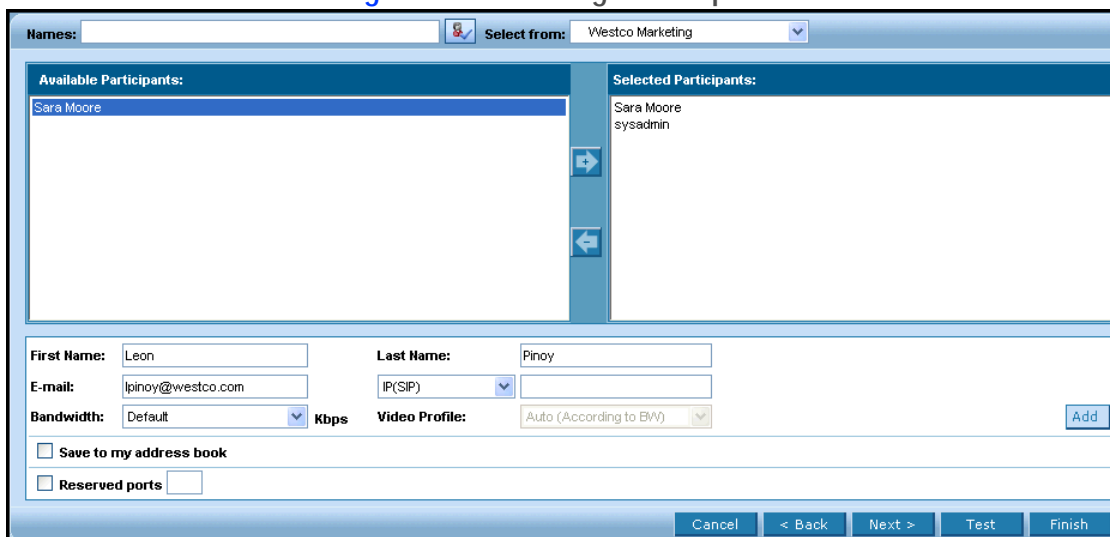 Names: Select from: Westco Marketing
Available Participants: Selected Participants:
Sara Moore
Sara Moore
sysadmin
First Name: Leon Last Name: Pinoy
E-mail: lpinoy@westco.com IP(SIP)
Bandwidth: Default Kbps Video Profile: Auto (According to BW) Add
Save to my address book
Reserved ports
Cancel < Back Next > Test Finish